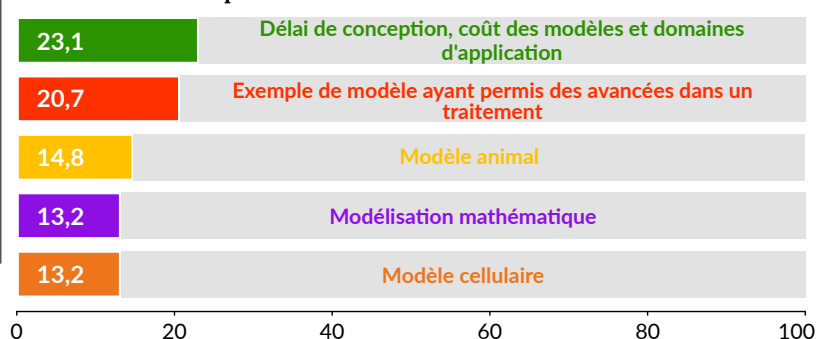 23,1
Délai de conception, coût des modèles et domaines
d'application
20,7
Exemple de modèle ayant permis des avancées dans un
traitement
14,8
Modèle animal
13,2
Modélisation mathématique
13,2
Modèle cellulaire
0 20 40 60 80 100